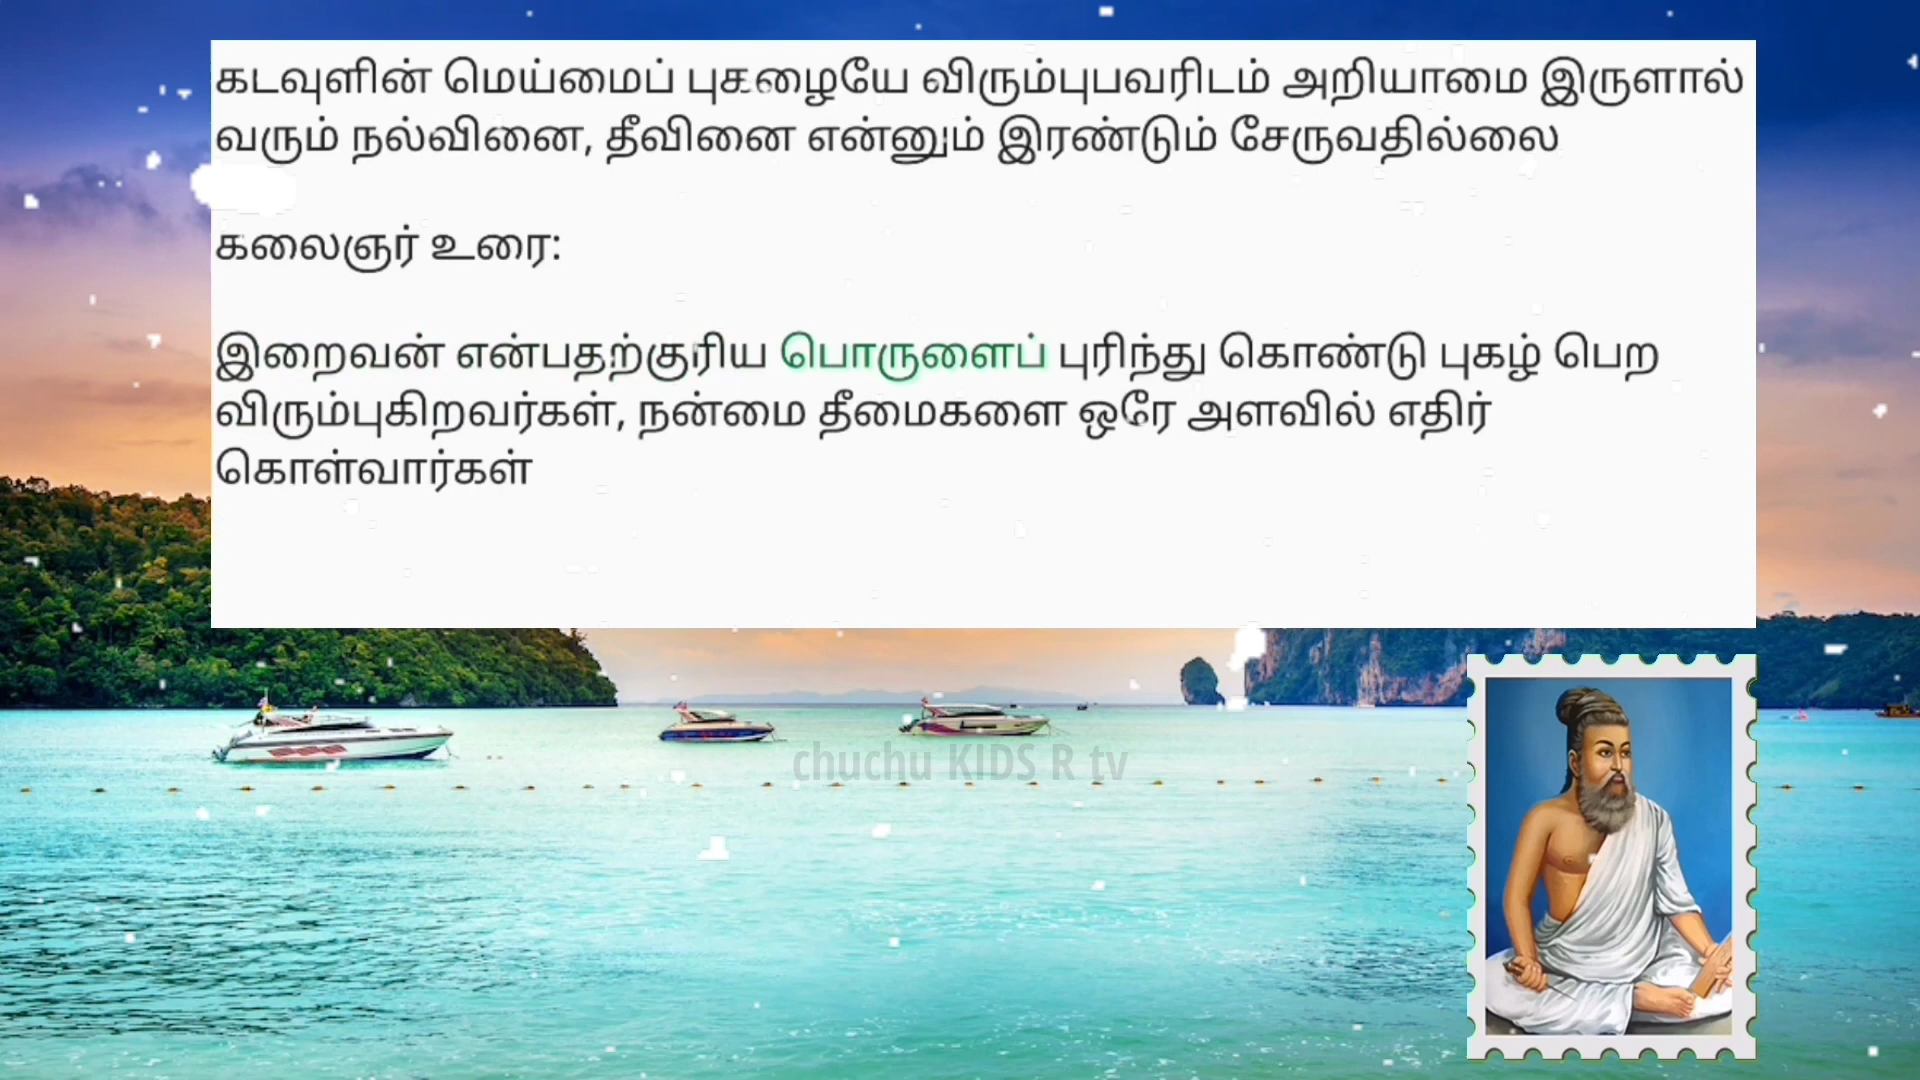 கடவுளின் மெய்மைப் புகழையே விரும்புபவரிடம் அறியாமை இருளால்
வரும் நல்வினை, தீவினை என்னும் இரண்டும் சேருவதில்லை
கலைஞர் உரை:
இறைவன் என்பதற்குரிய பொருளைப் புரிந்து கொண்டு புகழ் பெற
விரும்புகிறவர்கள், நன்மை தீமைகளை ஒரே அளவில் எதிர்
கொள்வார்கள்
chuchu KIDS R tv